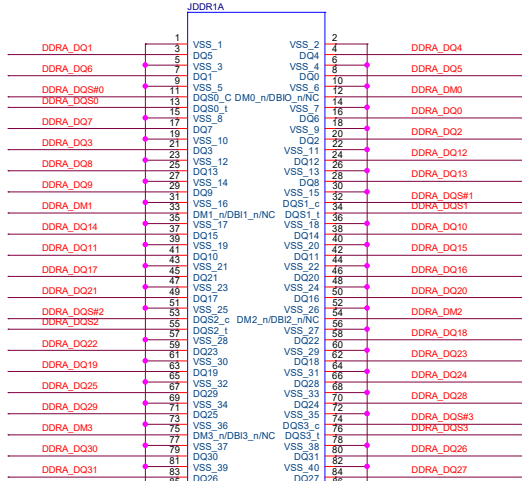 JDDR1A
1 VSS_1 VSS_2 2
DDRA_DQ1 3 DQ5 DQ4 4 DDRA_DQ4
5 VSS_3 VSS_4 6
DDRA_DQ6 7 DQ1 DQ0 8 DDRA_DQ5
9 VSS_5 VSS_6 10
DDRA_DQS#0 11 DQS0_C DM0_n/DBIO_n/NC 12 DDRA_DM0
DDRA_DQS0 13 DQS0_t VSS_7 14
15 VSS_8 DQ6 16 DDRA_DQ0
DDRA_DQ7 17 DQ7 VSS_9 18
19 VSS_10 DQ2 20 DDRA_DQ2
DDRA_DQ3 21 DQ3 VSS_11 22
23 VSS_12 DQ12 24 DDRA_DQ12
DDRA_DQ8 25 DQ13 VSS_13 26
27 VSS_14 DQ8 28 DDRA_DQ13
DDRA_DQ9 29 DQ9 VSS_15 30
31 VSS_16 DQS1_c 32 DDRA_DQS#1
DDRA_DM1 33 DM1_n/DBI1_n/NC DQS1_t 34 DDRA_DQS1
35 VSS_17 VSS_18 36
DDRA_DQ14 37 DQ15 DQ14 38 DDRA_DQ10
39 VSS_19 VSS_20 40
DDRA_DQ11 41 DQ10 DQ11 42 DDRA_DQ15
43 VSS_21 VSS_22 44
DDRA_DQ17 45 DQ21 DQ20 46 DDRA_DQ16
47 VSS_23 VSS_24 48
DDRA_DQ21 49 DQ17 DQ16 50 DDRA_DQ20
51 VSS_25 VSS_26 52
DDRA_DQS#2 53 DQS2_c DM2_n/DBI2_n/NC 54 DDRA_DM2
DDRA_DQS2 55 DQS2_t VSS_27 56
57 VSS_28 DQ22 58 DDRA_DQ18
DDRA_DQ22 59 DQ23 VSS_29 60
61 VSS_30 DQ18 62 DDRA_DQ23
DDRA_DQ19 63 DQ19 VSS_31 64
65 VSS_32 DQ28 66 DDRA_DQ24
DDRA_DQ25 67 DQ29 VSS_33 68
69 VSS_34 DQ24 70 DDRA_DQ28
DDRA_DQ29 71 DQ25 VSS_35 72
73 VSS_36 DQS3_c 74 DDRA_DQS#3
DDRA_DM3 75 DM3_n/DBI3_n/NC DQS3_t 76 DDRA_DQS3
77 VSS_37 VSS_38 78
DDRA_DQ30 79 DQ30 DQ31 80 DDRA_DQ26
81 VSS_39 VSS_40 82
DDRA_DQ31 83 DQ26 DQ27 84 DDRA_DQ27